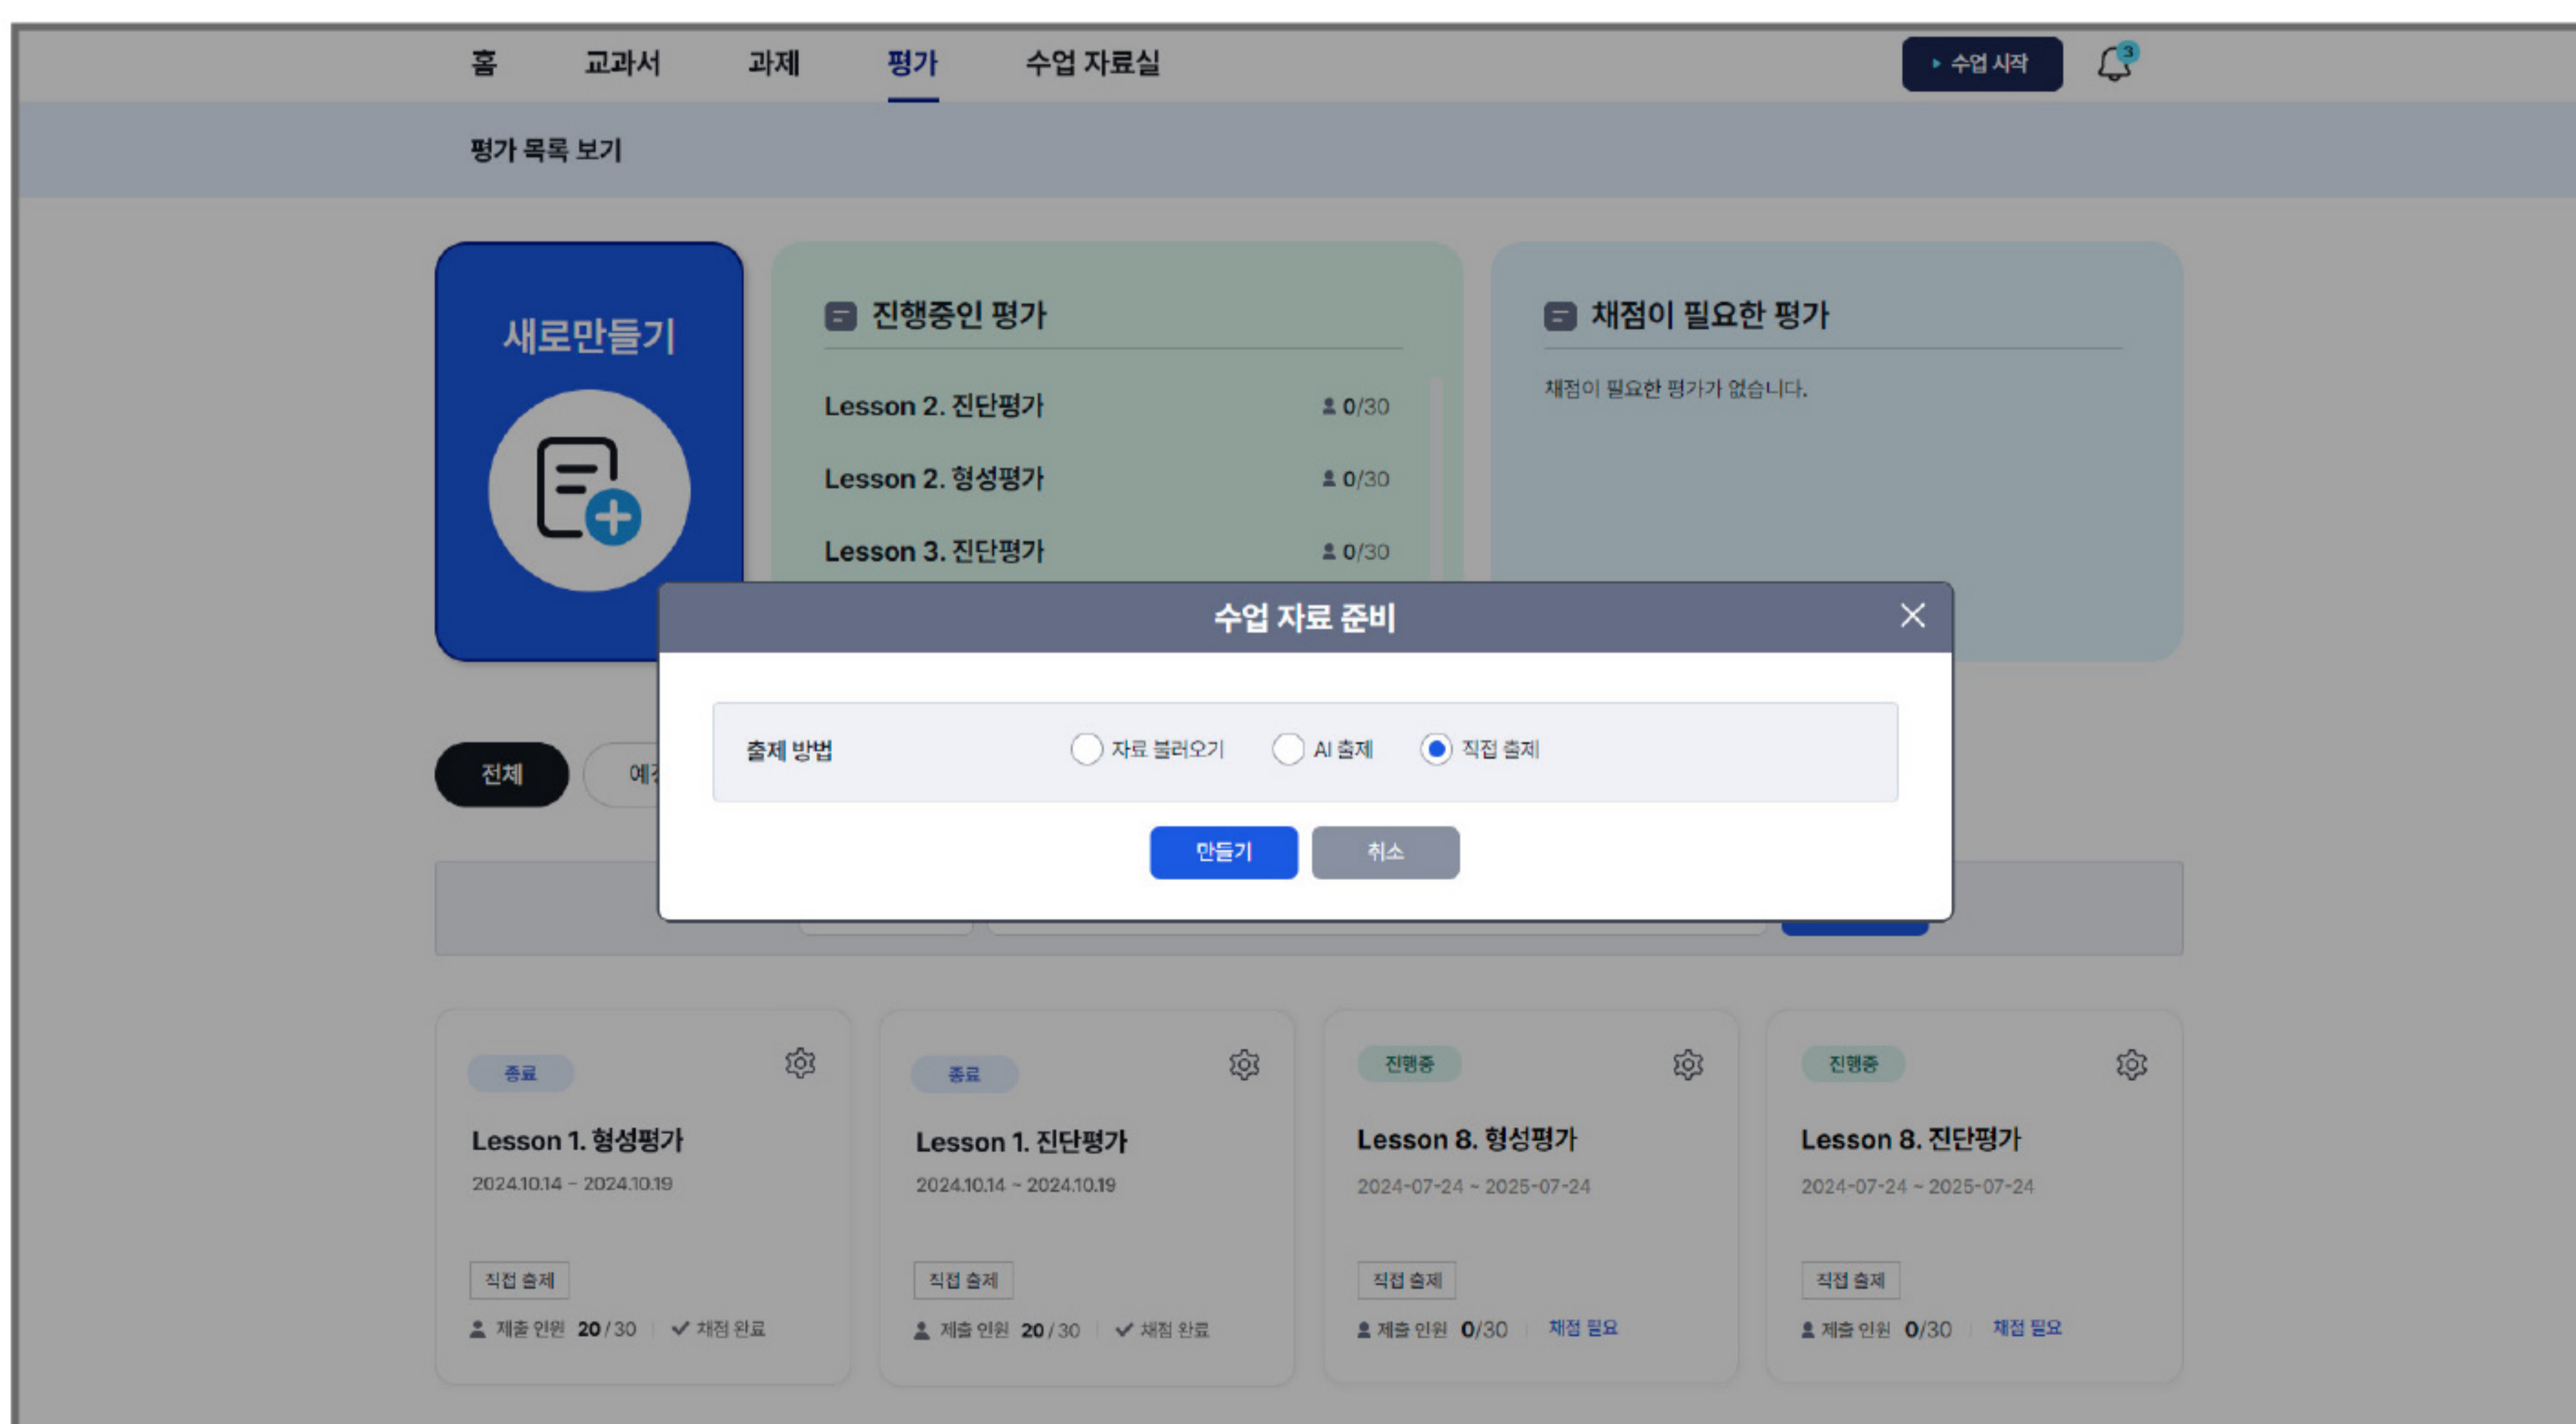 홈 교과서 과제 평가 수업 자료실 수업 시작 3
평가 목록 보기
새로만들기
진행중인 평가
Lesson 2. 진단평가 0/30
Lesson 2. 형성평가 0/30
Lesson 3. 진단평가 0/30
채점이 필요한 평가
채점이 필요한 평가가 없습니다.
수업 자료 준비
출제 방법 자료 불러오기 AI 출제 직접 출제
만들기 취소
전체
종료
Lesson 1. 형성평가
2024.10.14 ~ 2024.10.19
직접 출제
제출 인원 20/30 채점 완료
종료
Lesson 1. 진단평가
2024.10.14 ~ 2024.10.19
직접 출제
제출 인원 20/30 채점 완료
진행중
Lesson 8. 형성평가
2024-07-24 ~ 2025-07-24
직접 출제
제출 인원 0/30 채점 필요
진행중
Lesson 8. 진단평가
2024-07-24 ~ 2025-07-24
직접 출제
제출 인원 0/30 채점 필요